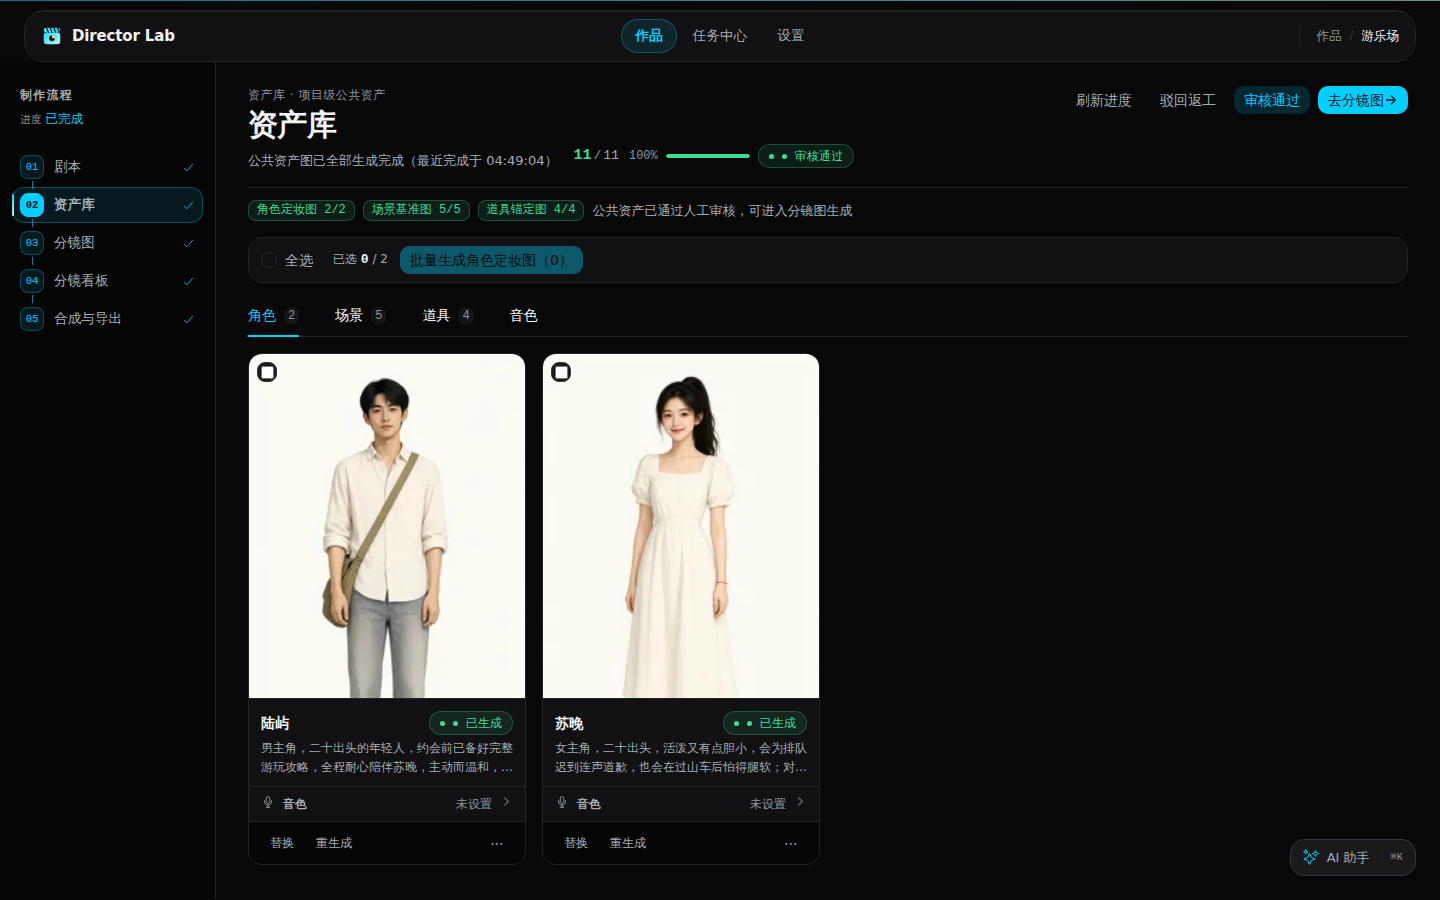 Director Lab
作品
任务中心
设置
作品 / 游乐场
制作流程
进度 已完成
01 剧本
02 资产库
03 分镜图
04 分镜看板
05 合成与导出
资产库 · 项目级公共资产
资产库
公共资产图已全部生成完成（最近完成于 04:49:04）
11/11 100%
审核通过
刷新进度
驳回返工
审核通过
去分镜图→
角色定妆图 2/2
场景基准图 5/5
道具锚定图 4/4
公共资产已通过人工审核，可进入分镜图生成
全选
已选 0 / 2
批量生成角色定妆图（0）
角色 2
场景 5
道具 4
音色
陆屿
已生成
男主角，二十出头的年轻人，约会前已备好完整
游玩攻略，全程耐心陪伴苏晚，主动而温和，...
音色
未设置
替换
重生成
···
苏晚
已生成
女主角，二十出头，活泼又有点胆小，会为排队
迟到连声道歉，也会在过山车后怕得腿软；对...
音色
未设置
替换
重生成
···
AI 助手
⌘K